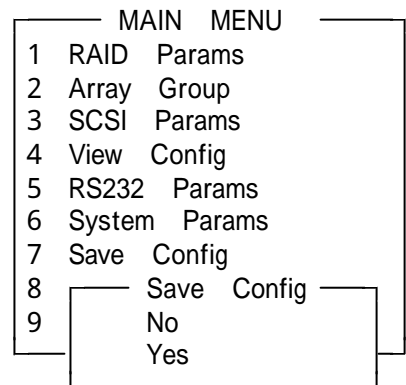 MAIN MENU
1 RAID Params
2 Array Group
3 SCSI Params
4 View Config
5 RS232 Params
6 System Params
7 Save Config
8 Save Config
9 No
Yes